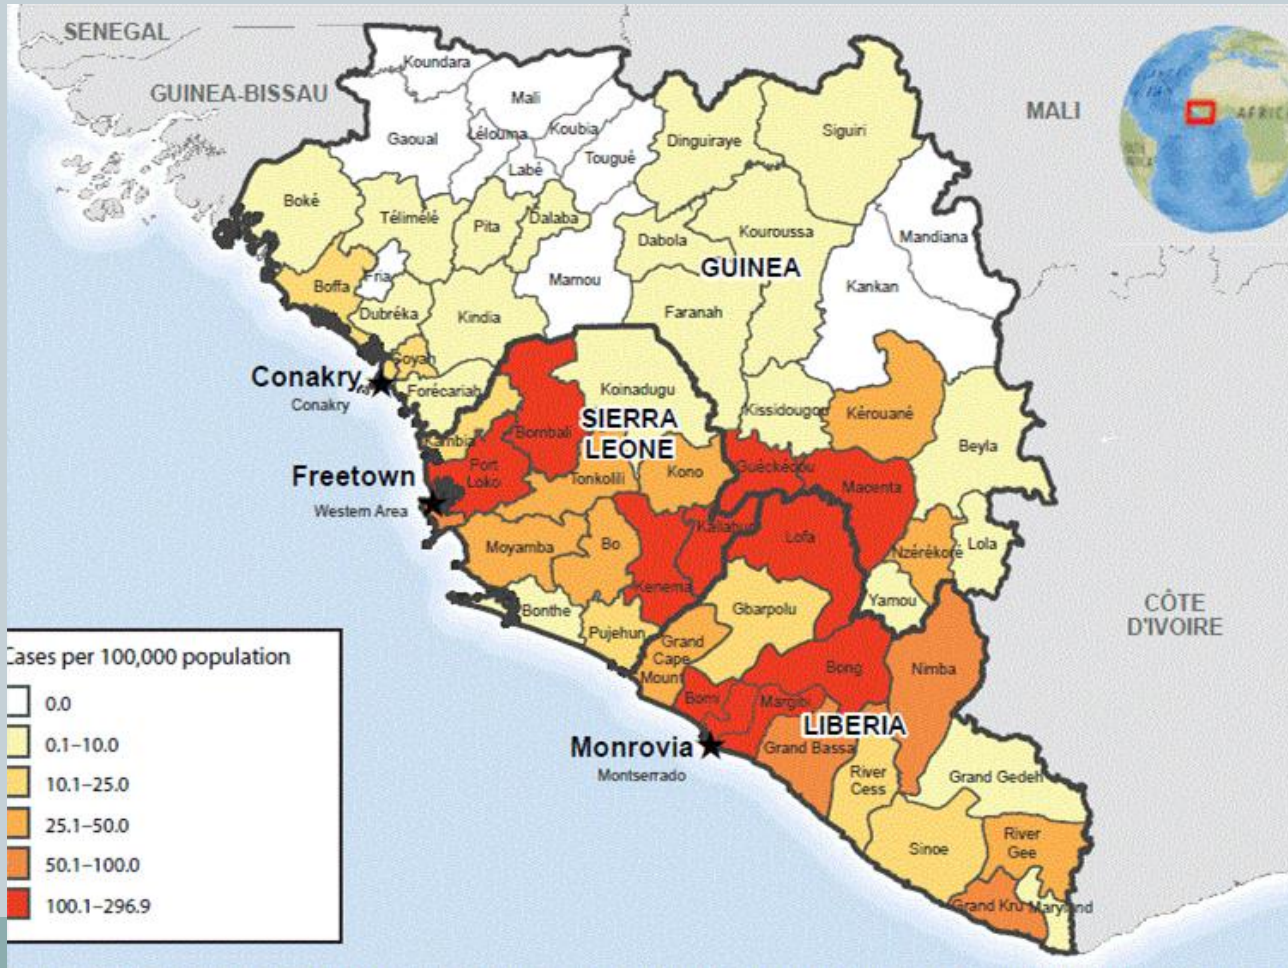 SENEGAL
GUINEA-BISSAU
MALI
AFRIC
Koundara
Mali
Gaoual
Lélouma
Koubia
Labé
Tougué
Dinguiraye
Siguiri
Boké
Télimélé
Pita
Dalaba
Dabola
Kouroussa
Mandiana
GUINEA
Boffa
Fria
Mamou
Kankan
Dubréka
Kindia
Faranah
Coyah
Conakry
Conakry
Forécariah
Koinadugu
Kissidougou
Kérouané
Beyla
SIERRA
LEONE
Kambia
Bombali
Port
Loko
Tonkolili
Kono
Guéckédou
Macenta
Freetown
Western Area
Moyamba
Bo
Kailahun
Lofa
Nzérékoré
Lola
Kenema
Bonthe
Gbarpolu
Yamou
CÔTE
D'IVOIRE
Pujehun
Grand
Cape
Mount
Bong
Nimba
Bomi
Margibi
LIBERIA
Monrovia
Montserrado
Grand Bassa
River
Cess
Grand Gedeh
Sinoe
River
Gee
Grand Kru
Maryland
Cases per 100,000 population
0.0
0.1–10.0
10.1–25.0
25.1–50.0
50.1–100.0
100.1–296.9